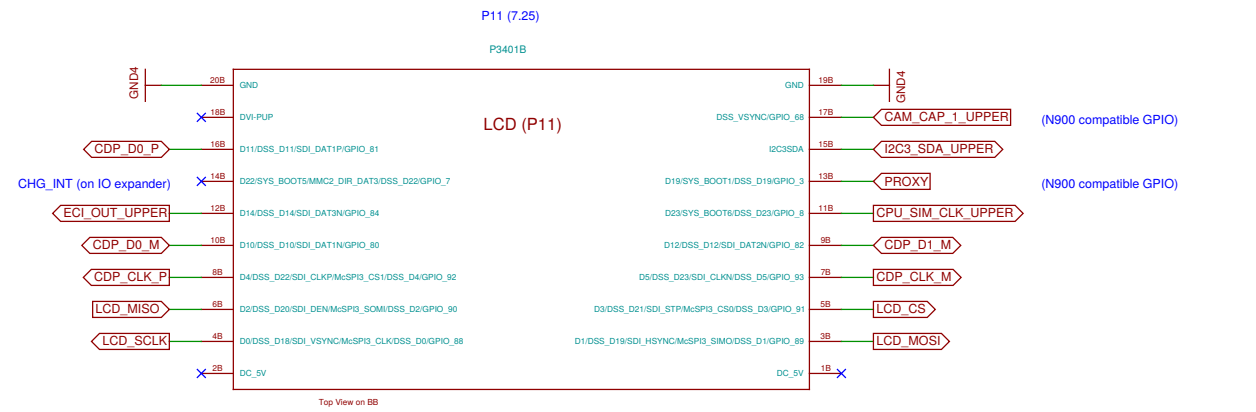 P11 (7.25)
P3401B
GND4 20B GND GND 19B GND4
18B DVI-PUP LCD (P11) DSS_VSYNC/GPIO_68 17B CAM_CAP_1_UPPER (N900 compatible GPIO)
CDP_D0_P 16B D11/DSS_D11/SDI_DAT1P/GPIO_81 I2C3SDA 15B I2C3_SDA_UPPER
CHG_INT (on IO expander) 14B D22/SYS_BOOT5/MMC2_DIR_DAT3/DSS_D22/GPIO_7 D19/SYS_BOOT1/DSS_D19/GPIO_3 13B PROXY (N900 compatible GPIO)
ECI_OUT_UPPER 12B D14/DSS_D14/SDI_DAT3N/GPIO_84 D23/SYS_BOOT6/DSS_D23/GPIO_8 11B CPU_SIM_CLK_UPPER
CDP_D0_M 10B D10/DSS_D10/SDI_DAT1N/GPIO_80 D12/DSS_D12/SDI_DAT2N/GPIO_82 9B CDP_D1_M
CDP_CLK_P 8B D4/DSS_D22/SDI_CLKP/McSPI3_CS1/DSS_D4/GPIO_92 D5/DSS_D23/SDI_CLKN/DSS_D5/GPIO_93 7B CDP_CLK_M
LCD_MISO 6B D2/DSS_D20/SDI_DEN/McSPI3_SOMI/DSS_D2/GPIO_90 D3/DSS_D21/SDI_STP/McSPI3_CS0/DSS_D3/GPIO_91 5B LCD_CS
LCD_SCLK 4B D0/DSS_D18/SDI_VSYNC/McSPI3_CLK/DSS_D0/GPIO_88 D1/DSS_D19/SDI_HSYNC/McSPI3_SIMO/DSS_D1/GPIO_89 3B LCD_MOSI
2B DC_5V DC_5V 1B
Top View on BB